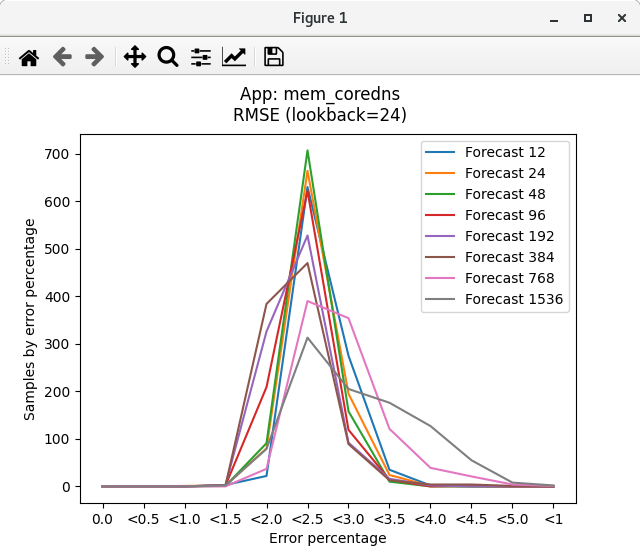 Figure 1
App: mem_coredns
RMSE (lookback=24)
Samples by error percentage
700
600
500
400
300
200
100
0
Forecast 12
Forecast 24
Forecast 48
Forecast 96
Forecast 192
Forecast 384
Forecast 768
Forecast 1536
0.0 <0.5 <1.0 <1.5 <2.0 <2.5 <3.0 <3.5 <4.0 <4.5 <5.0 <1
Error percentage